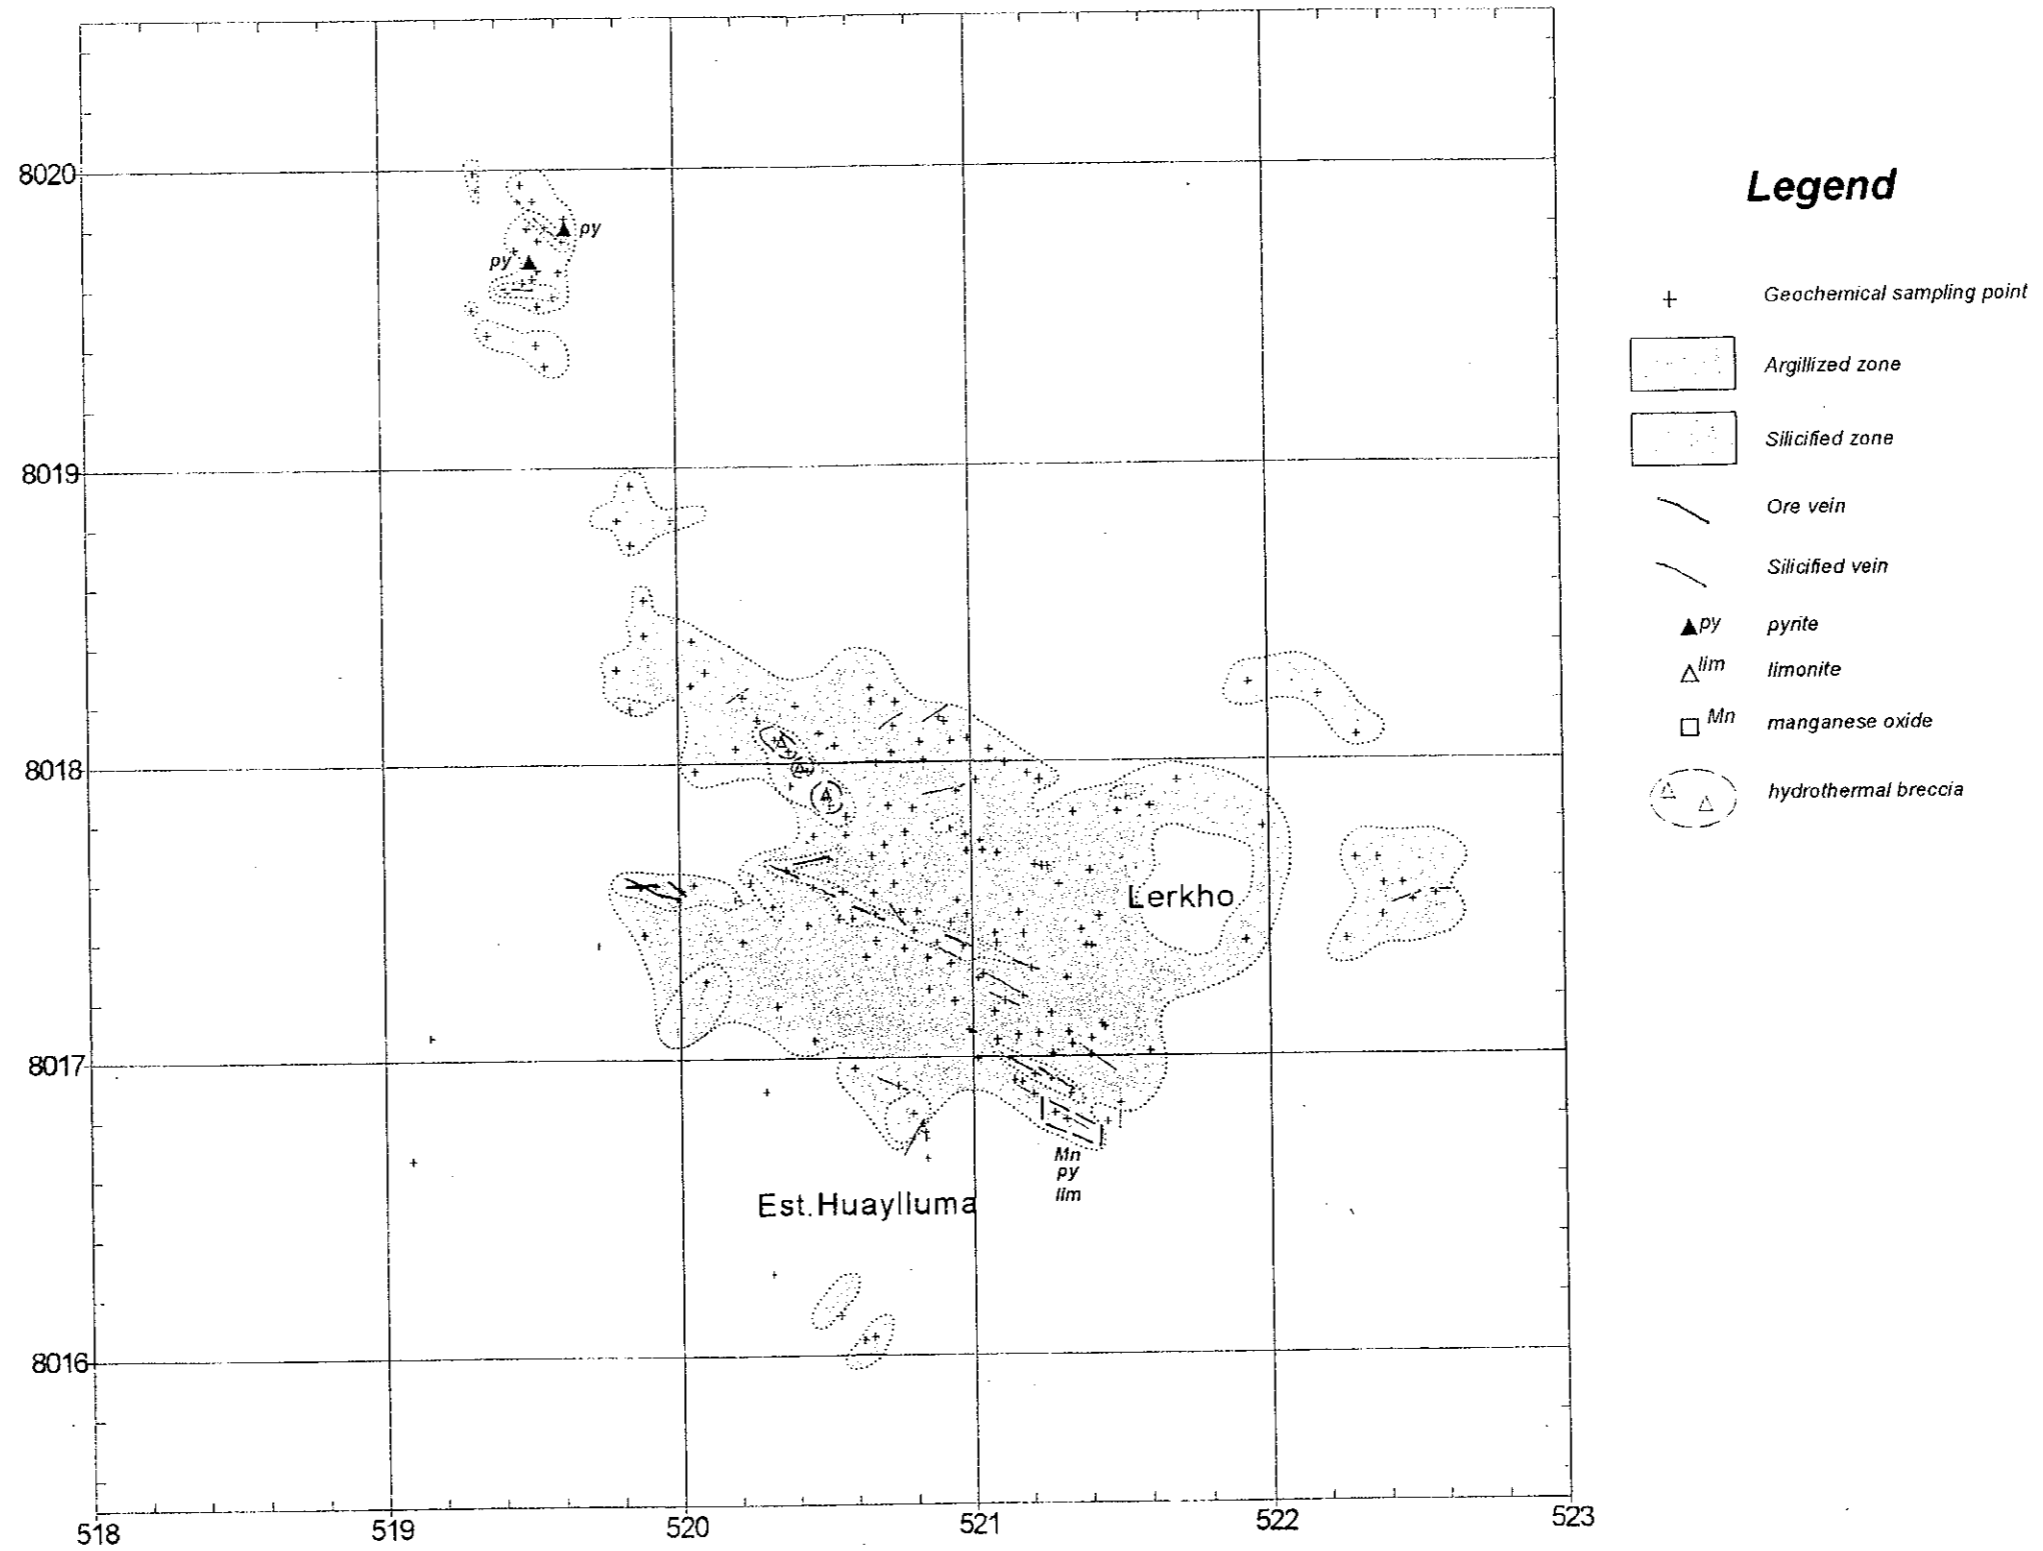 8020
8019
8018
8017
8016
518
519
520
521
522
523
py
py
Lerkho
Mn
py
lim
Est.Huaylluma
Legend
Geochemical sampling point
Argillized zone
Silicified zone
Ore vein
Silicified vein
py pyrite
lim limonite
Mn manganese oxide
hydrothermal breccia